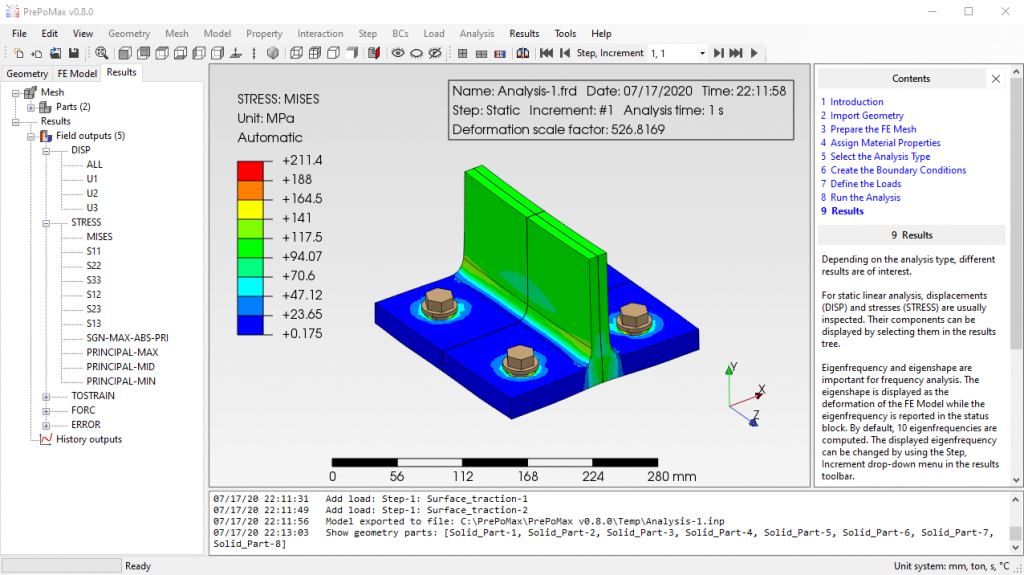 PrePoMax v0.8.0
File Edit View Geometry Mesh Model Property Interaction Step BCs Load Analysis Results Tools Help
Step, Increment 1, 1
Geometry FE Model Results
Mesh
Parts (2)
Results
Field outputs (5)
DISP
ALL
U1
U2
U3
STRESS
MISES
S11
S22
S33
S12
S23
S13
SGN-MAX-ABS-PRI
PRINCIPAL-MAX
PRINCIPAL-MID
PRINCIPAL-MIN
TOSTRAIN
FORC
ERROR
History outputs
STRESS: MISES
Unit: MPa
Automatic
+211.4
+188
+164.5
+141
+117.5
+94.07
+70.6
+47.12
+23.65
+0.175
Name: Analysis-1.frd Date: 07/17/2020 Time: 22:11:58
Step: Static Increment: #1 Analysis time: 1 s
Deformation scale factor: 526.8169
Y
X
Z
0 56 112 168 224 280 mm
Contents
1 Introduction
2 Import Geometry
3 Prepare the FE Mesh
4 Assign Material Properties
5 Select the Analysis Type
6 Create the Boundary Conditions
7 Define the Loads
8 Run the Analysis
9 Results
9 Results
Depending on the analysis type, different
results are of interest.
For static linear analysis, displacements
(DISP) and stresses (STRESS) are usually
inspected. Their components can be
displayed by selecting them in the results
tree.
Eigenfrequency and eigenshape are
important for frequency analysis. The
eigenshape is displayed as the
deformation of the FE Model while the
eigenfrequency is reported in the status
block. By default, 10 eigenfrequencies are
computed. The displayed eigenfrequency
can be changed by using the Step,
Increment drop-down menu in the results
toolbar.
07/17/20 22:11:31 Add load: Step-1: Surface_traction-1
07/17/20 22:11:49 Add load: Step-1: Surface_traction-2
07/17/20 22:11:56 Model exported to file: C:\PrePoMax\PrePoMax v0.8.0\Temp\Analysis-1.inp
07/17/20 22:13:03 Show geometry parts: [Solid_Part-1, Solid_Part-2, Solid_Part-3, Solid_Part-4, Solid_Part-5, Solid_Part-6, Solid_Part-7,
Solid_Part-8]
Ready
Unit system: mm, ton, s, °C